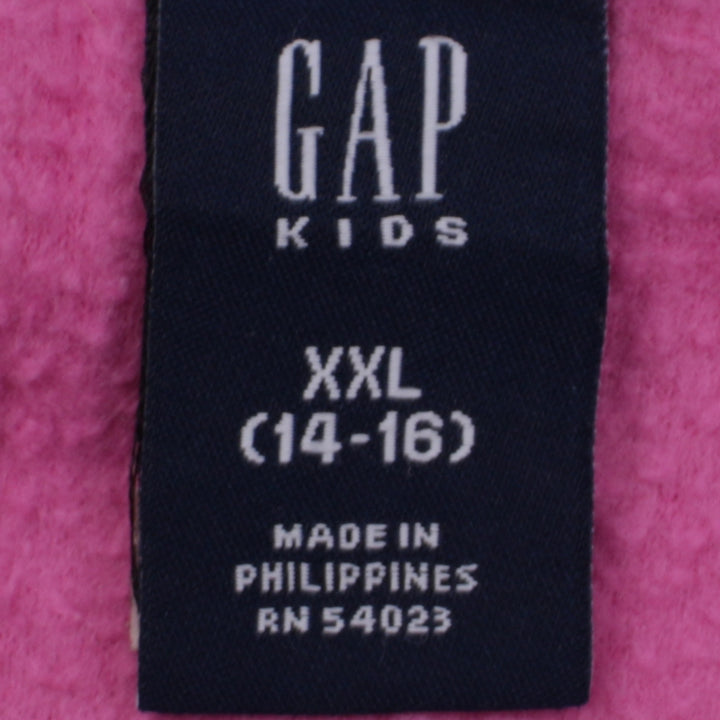 GAP
KIDS
XXL
(14-16)
MADE IN
PHILIPPINES
RN 54023